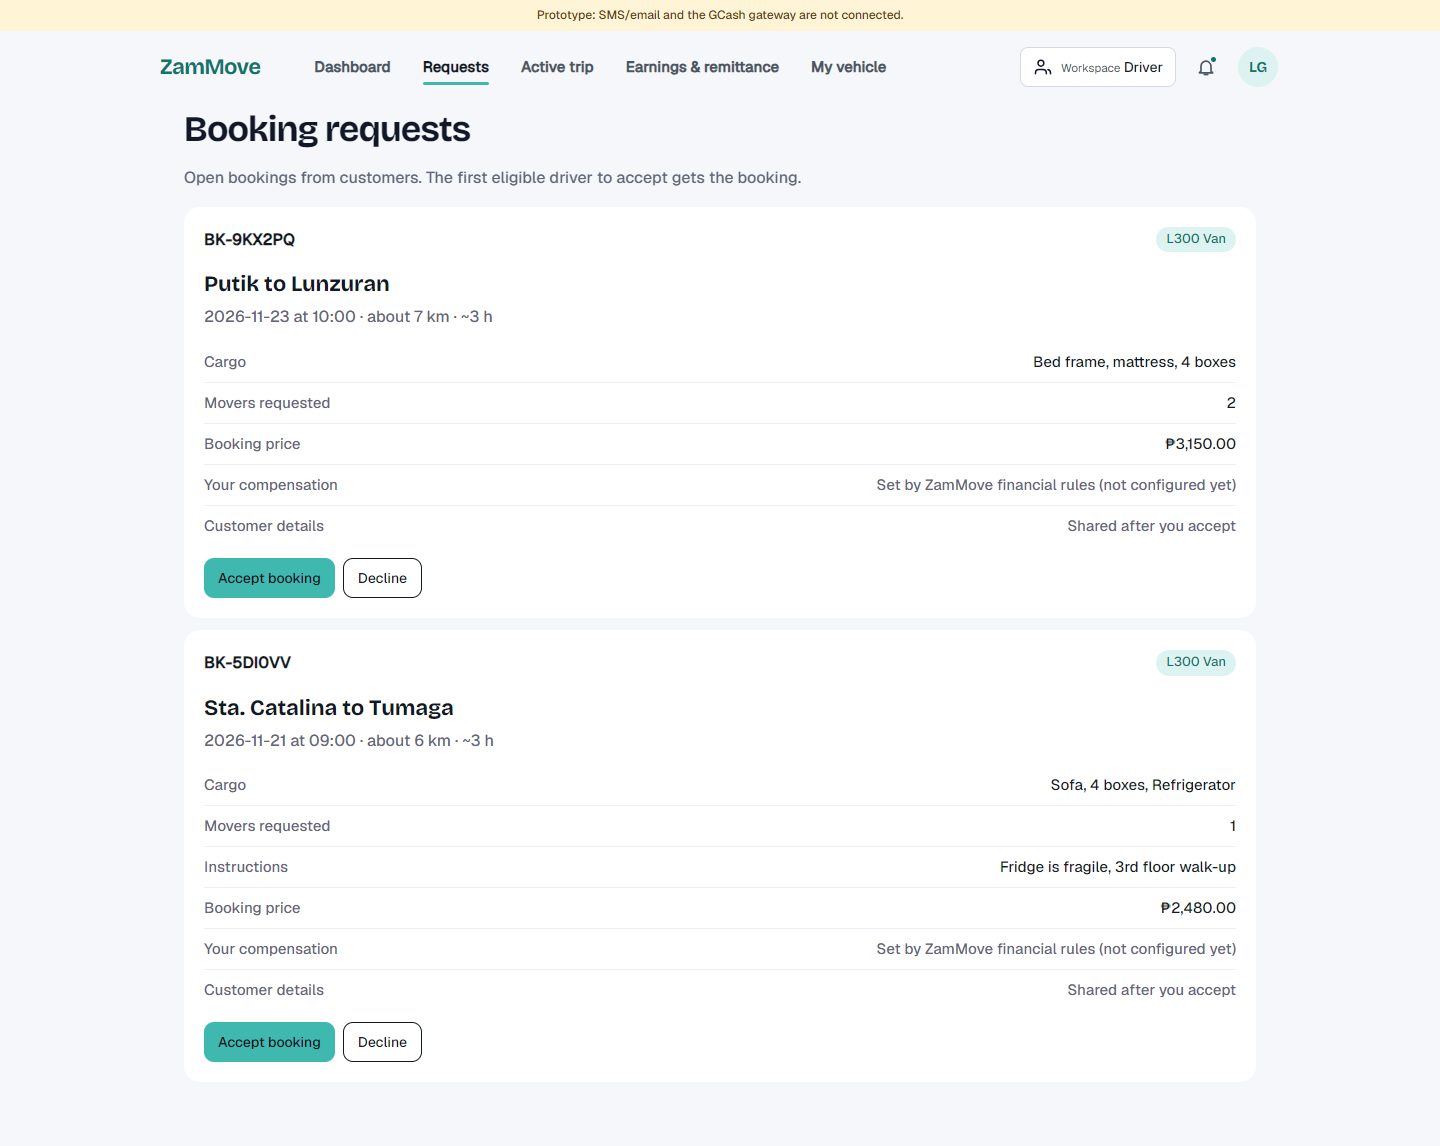 Prototype: SMS/email and the GCash gateway are not connected.
ZamMove
Dashboard
Requests
Active trip
Earnings & remittance
My vehicle
Workspace Driver
LG
Booking requests
Open bookings from customers. The first eligible driver to accept gets the booking.
BK-9KX2PQ
L300 Van
Putik to Lunzuran
2026-11-23 at 10:00 · about 7 km · ~3 h
Cargo
Bed frame, mattress, 4 boxes
Movers requested
2
Booking price
₱3,150.00
Your compensation
Set by ZamMove financial rules (not configured yet)
Customer details
Shared after you accept
Accept booking
Decline
BK-5DI0VV
L300 Van
Sta. Catalina to Tumaga
2026-11-21 at 09:00 · about 6 km · ~3 h
Cargo
Sofa, 4 boxes, Refrigerator
Movers requested
1
Instructions
Fridge is fragile, 3rd floor walk-up
Booking price
₱2,480.00
Your compensation
Set by ZamMove financial rules (not configured yet)
Customer details
Shared after you accept
Accept booking
Decline